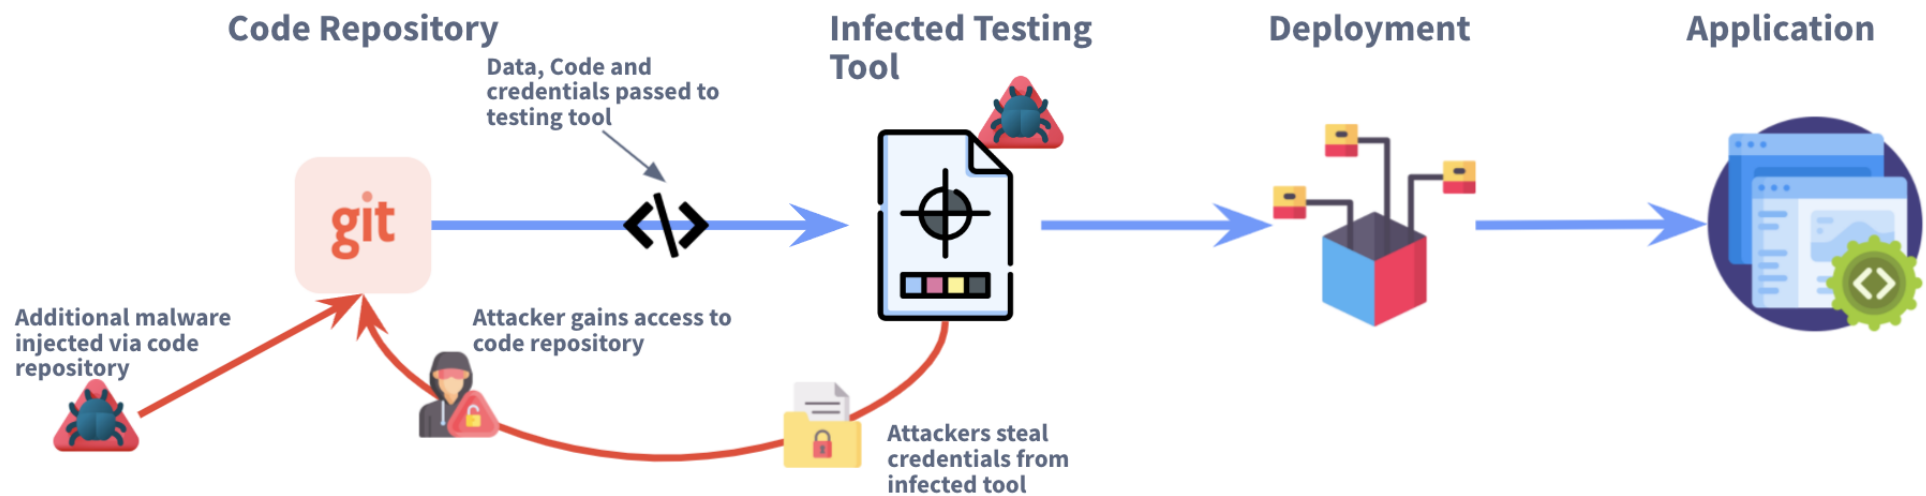 Code Repository
Infected Testing
Tool
Deployment
Application
Data, Code and
credentials passed to
testing tool
git
Additional malware
injected via code
repository
Attacker gains access to
code repository
Attackers steal
credentials from
infected tool